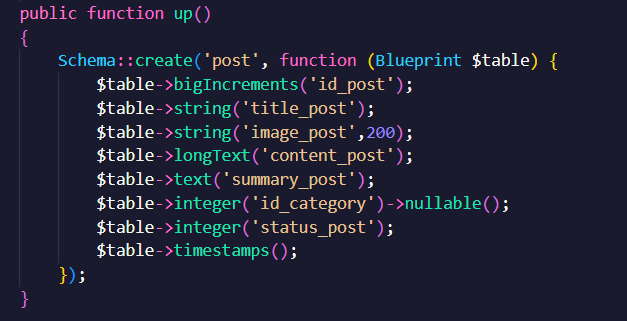 public function up()
{
    Schema::create('post', function (Blueprint $table) {
        $table->bigIncrements('id_post');
        $table->string('title_post');
        $table->string('image_post',200);
        $table->longText('content_post');
        $table->text('summary_post');
        $table->integer('id_category')->nullable();
        $table->integer('status_post');
        $table->timestamps();
    });
}